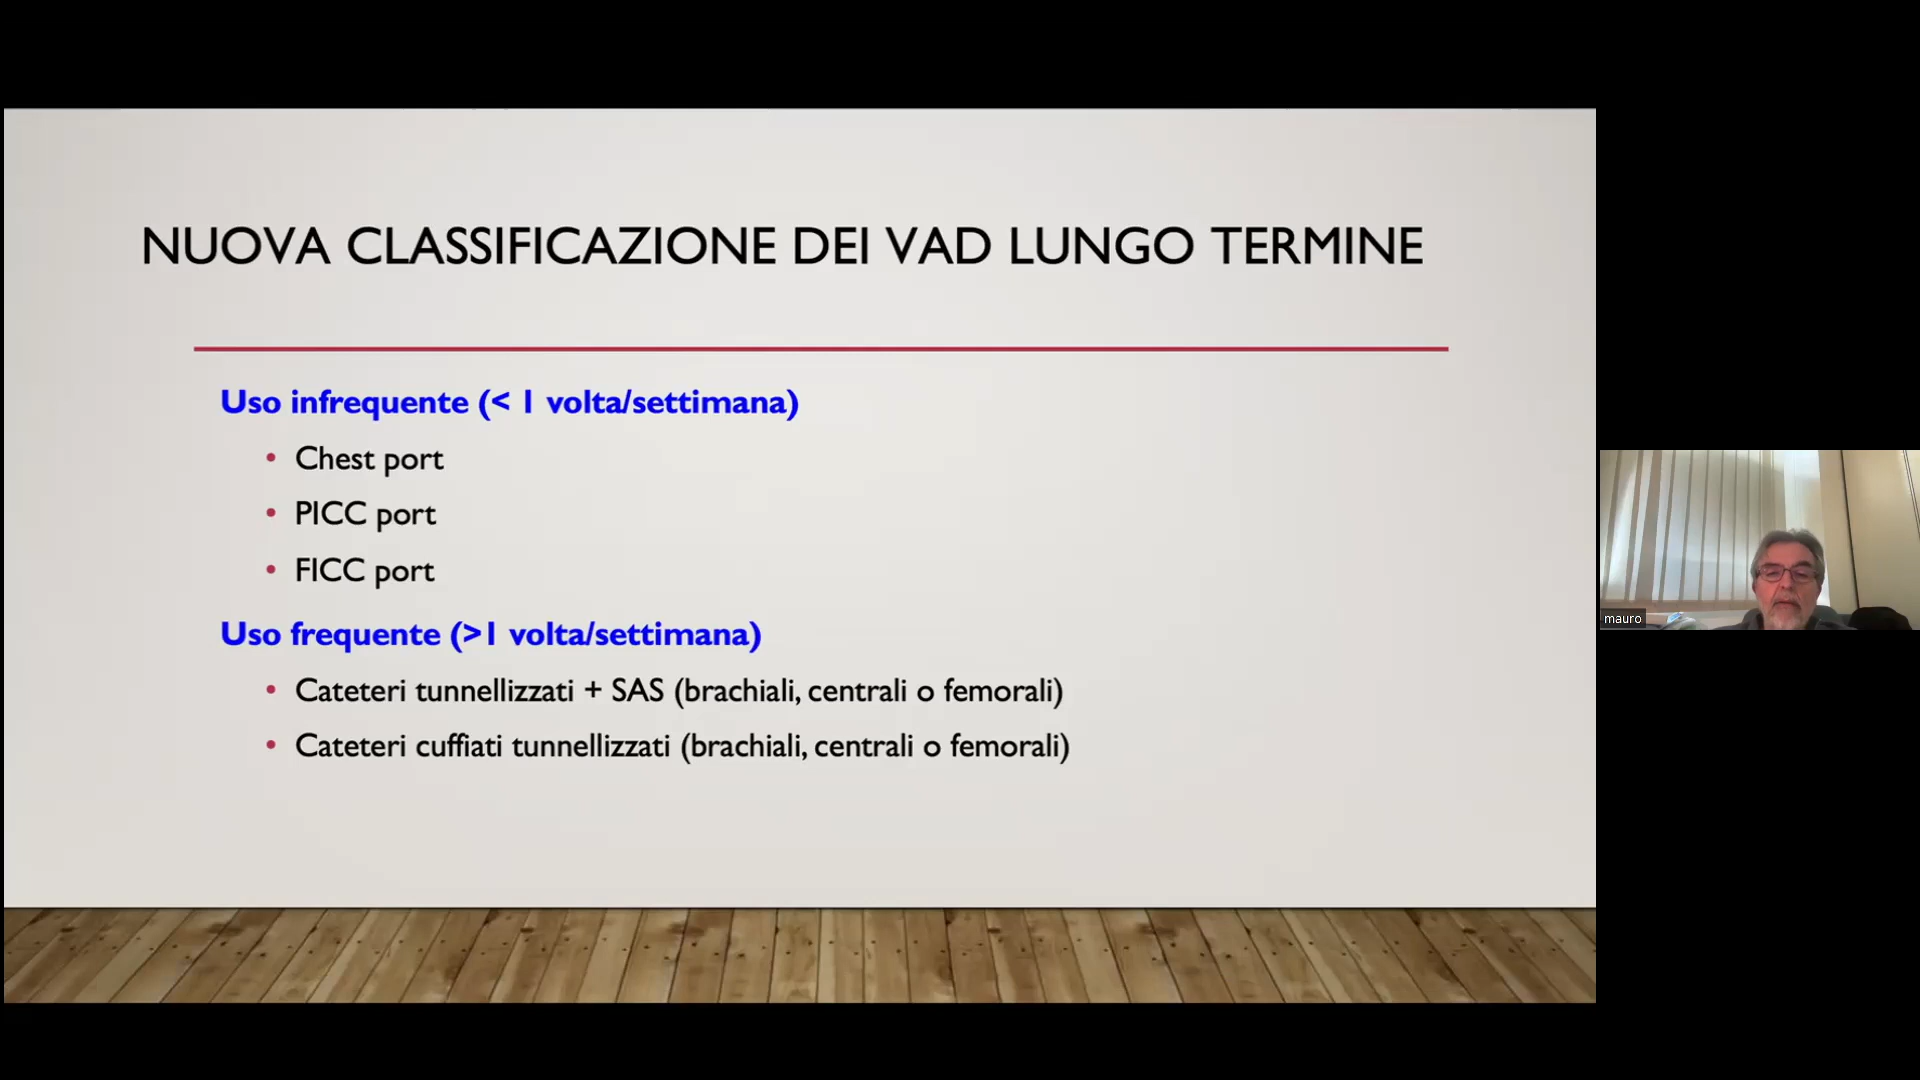 NUOVA CLASSIFICAZIONE DEI VAD LUNGO TERMINE
Uso infrequente (< 1 volta/settimana)
• Chest port
• PICC port
• FICC port
Uso frequente (>1 volta/settimana)
• Cateteri tunnellizzati + SAS (brachiali, centrali o femorali)
• Cateteri cuffiati tunnellizzati (brachiali, centrali o femorali)
mauro